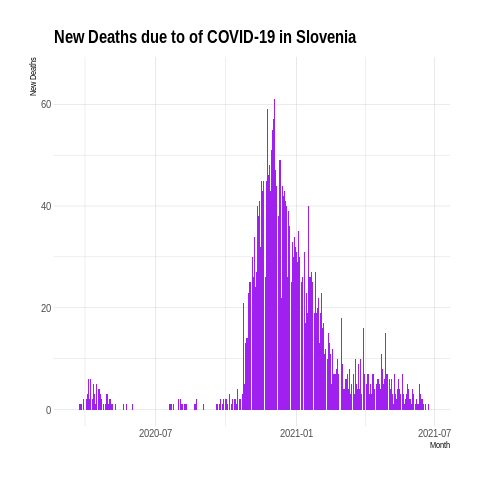 New Deaths due to of COVID-19 in Slovenia
New Deaths
60
40
20
0
2020-07
2021-01
2021-07
Month